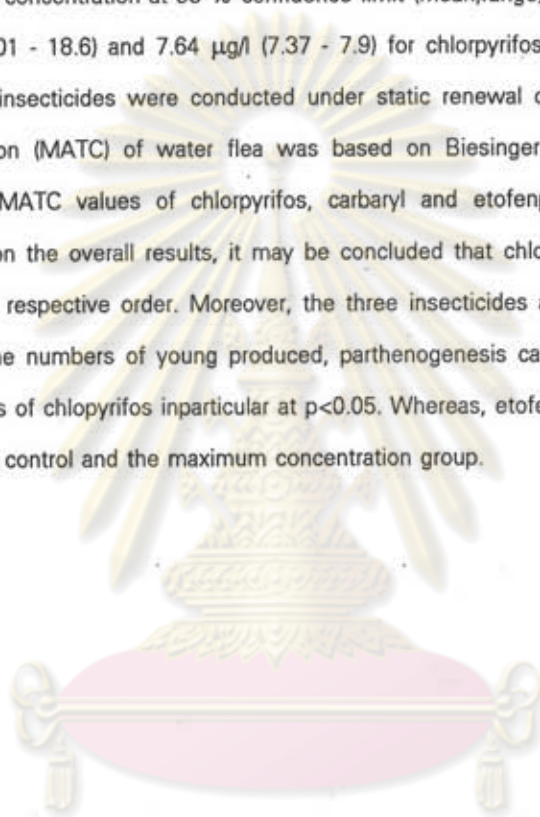 concentration at 95 % confidence limit (mean,range)
01 - 18.6) and 7.64 µg/l (7.37 - 7.9) for chlorpyrifos
insecticides were conducted under static renewal
on (MATC) of water flea was based on Biesinger
MATC values of chlorpyrifos, carbaryl and etofenp
on the overall results, it may be concluded that chlo
respective order. Moreover, the three insecticides a
he numbers of young produced, parthenogenesis ca
s of chlopyrifos inparticular at p<0.05. Whereas, etofe
control and the maximum concentration group.